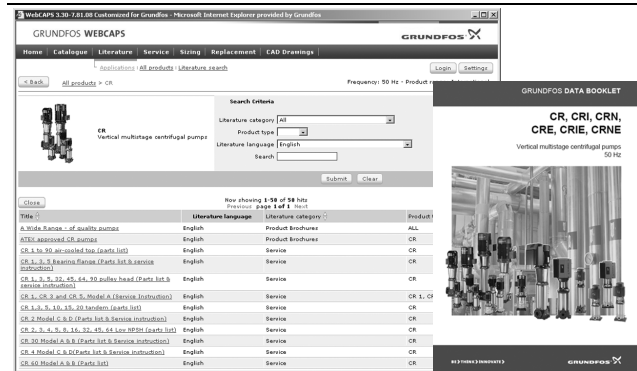 WebCAPS 3.30-7.81.08 Customized for Grundfos - Microsoft Internet Explorer provided by Grundfos
GRUNDFOS WEBCAPS
GRUNDFOS
Home | Catalogue | Literature | Service | Sizing | Replacement | CAD Drawings
Applications | All products | Literature search
Login Settings
< Back All products > CR
Frequency: 50 Hz - Product
Search Criteria
CR
Vertical multistage centrifugal pumps
Literature category All
Product type
Literature language English
Search
Submit Clear
Close
Now showing 1-58 of 58 hits
Previous page 1 of 1 Next
Title Literature language Literature category Product
A Wide Range - of quality pumps English Product Brochures ALL
ATEX approved CR pumps English Product Brochures CR
CR 1 to 90 air-cooled top (parts list) English Service CR
CR 1, 3, 5 Bearing flange (Parts list & service
instruction) English Service CR
CR 1, 3, 5, 32, 45, 64, 90 pulley head (Parts list &
service instruction) English Service CR
CR 1, CR 3 and CR 5, Model A (Service Instruction) English Service CR 1, CR
CR 1,3, 5, 10, 15, 20 tandem (parts list) English Service CR
CR 2 Model C & D (Parts list & Service instruction) English Service CR
CR 2, 3, 4, 5, 8, 16, 32, 45, 64 Low NPSH (parts list) English Service CR
CR 30 Model A & B (Parts list & Service instruction) English Service CR
CR 4 Model C & D(Parts list & Service instruction) English Service CR
CR 60 Model A & B (Parts list) English Service CR
GRUNDFOS DATA BOOKLET
CR, CRI, CRN,
CRE, CRIE, CRNE
Vertical multistage centrifugal pumps
50 Hz
BE > THINK > INNOVATE >
GRUNDFOS